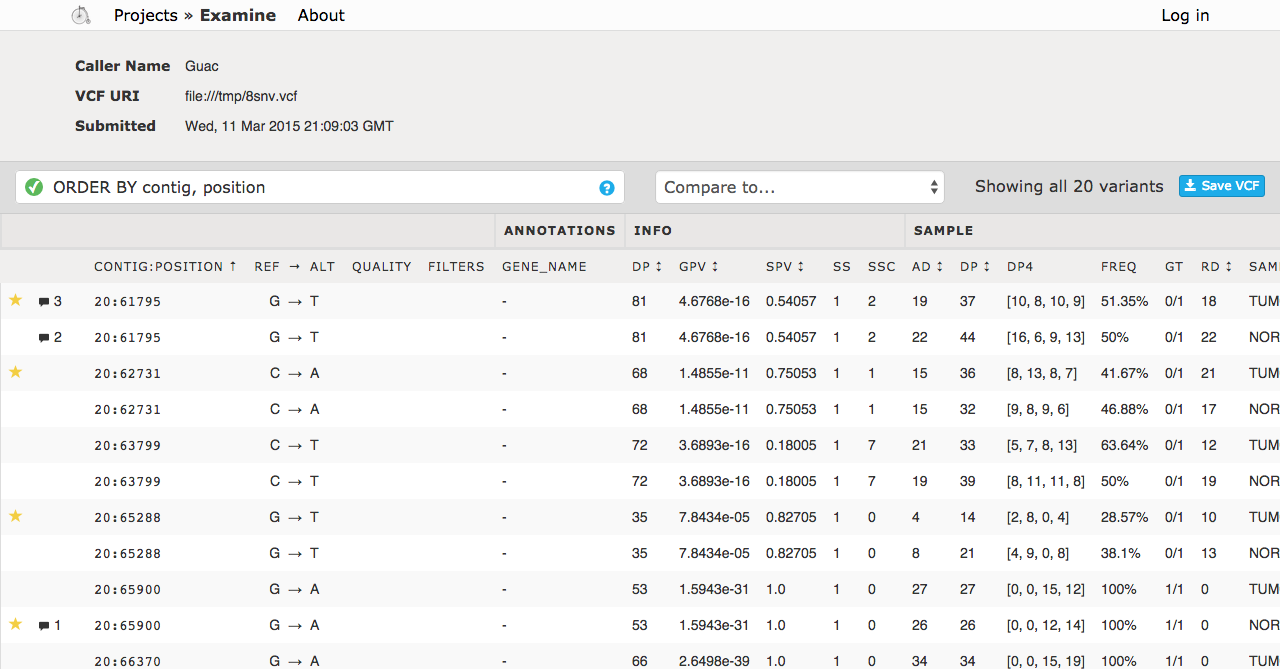 Projects » Examine About Log in
Caller Name Guac
VCF URI file:///tmp/8snv.vcf
Submitted Wed, 11 Mar 2015 21:09:03 GMT
ORDER BY contig, position ? Compare to... Showing all 20 variants Save VCF
ANNOTATIONS INFO SAMPLE
CONTIG:POSITION ↑ REF → ALT QUALITY FILTERS GENE_NAME DP ↕ GPV ↕ SPV ↕ SS SSC AD ↕ DP ↕ DP4 FREQ GT RD ↕ SAM
3 20:61795 G → T - 81 4.6768e-16 0.54057 1 2 19 37 [10, 8, 10, 9] 51.35% 0/1 18 TUM
2 20:61795 G → T - 81 4.6768e-16 0.54057 1 2 22 44 [16, 6, 9, 13] 50% 0/1 22 NOR
20:62731 C → A - 68 1.4855e-11 0.75053 1 1 15 36 [8, 13, 8, 7] 41.67% 0/1 21 TUM
20:62731 C → A - 68 1.4855e-11 0.75053 1 1 15 32 [9, 8, 9, 6] 46.88% 0/1 17 NOR
20:63799 C → T - 72 3.6893e-16 0.18005 1 7 21 33 [5, 7, 8, 13] 63.64% 0/1 12 TUM
20:63799 C → T - 72 3.6893e-16 0.18005 1 7 19 39 [8, 11, 11, 8] 50% 0/1 19 NOR
20:65288 G → T - 35 7.8434e-05 0.82705 1 0 4 14 [2, 8, 0, 4] 28.57% 0/1 10 TUM
20:65288 G → T - 35 7.8434e-05 0.82705 1 0 8 21 [4, 9, 0, 8] 38.1% 0/1 13 NOR
20:65900 G → A - 53 1.5943e-31 1.0 1 0 27 27 [0, 0, 15, 12] 100% 1/1 0 TUM
1 20:65900 G → A - 53 1.5943e-31 1.0 1 0 26 26 [0, 0, 12, 14] 100% 1/1 0 NOR
20:66370 G → A - 66 2.6498e-39 1.0 1 0 34 34 [0, 0, 15, 19] 100% 1/1 0 TUM